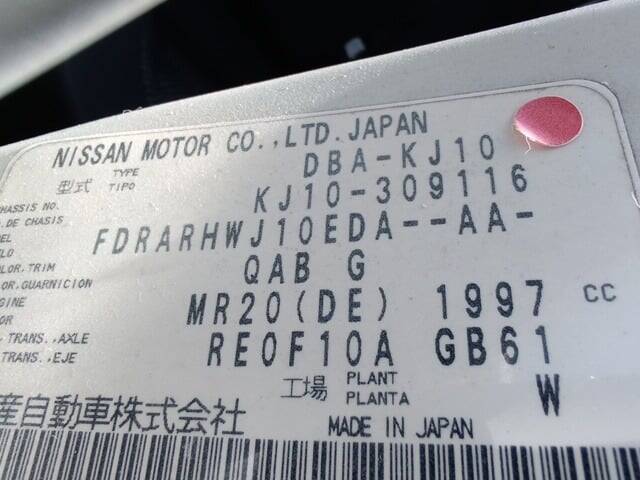 NISSAN MOTOR CO.,LTD.JAPAN
型式 TYPE TIPO DBA-KJ10
CHASSIS NO. KJ10-309116
DE CHASIS
FDRARHWJ10EDA--AA-
COLOR,TRIM QAB G
COLOR,GUARNICION
MR20(DE) 1997 CC
TRANS.,AXLE RE0F10A GB61
TRANS.,EJE
工場 PLANT PLANTA W
産自動車株式会社 MADE IN JAPAN